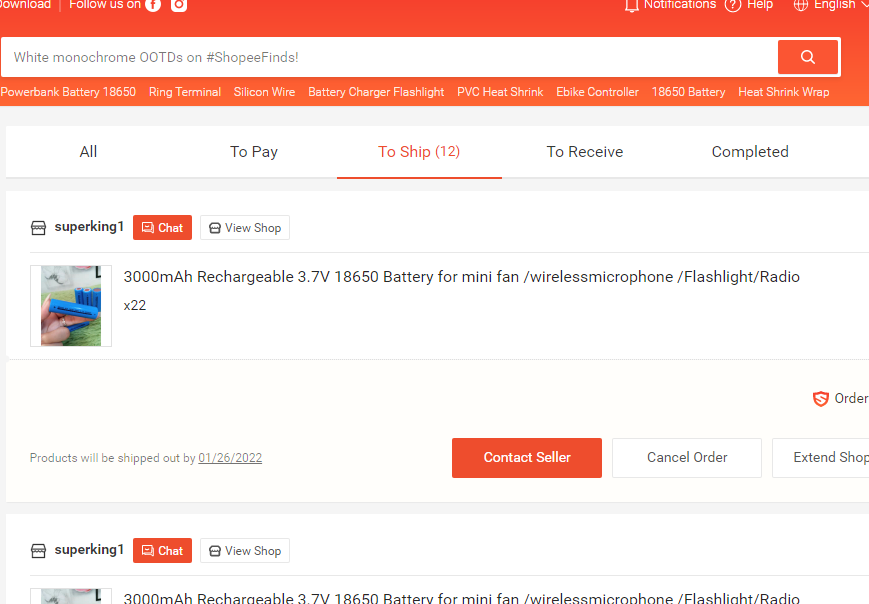 Download | Follow us on
Notifications Help English
White monochrome OOTDs on #ShopeeFinds!
Powerbank Battery 18650 Ring Terminal Silicon Wire Battery Charger Flashlight PVC Heat Shrink Ebike Controller 18650 Battery Heat Shrink Wrap
All To Pay To Ship (12) To Receive Completed
superking1 Chat View Shop
3000mAh Rechargeable 3.7V 18650 Battery for mini fan /wirelessmicrophone /Flashlight/Radio
x22
Order
Products will be shipped out by 01/26/2022 Contact Seller Cancel Order Extend Shop
superking1 Chat View Shop
3000mAh Rechargeable 3.7V 18650 Battery for mini fan /wirelessmicrophone /Flashlight/Radio